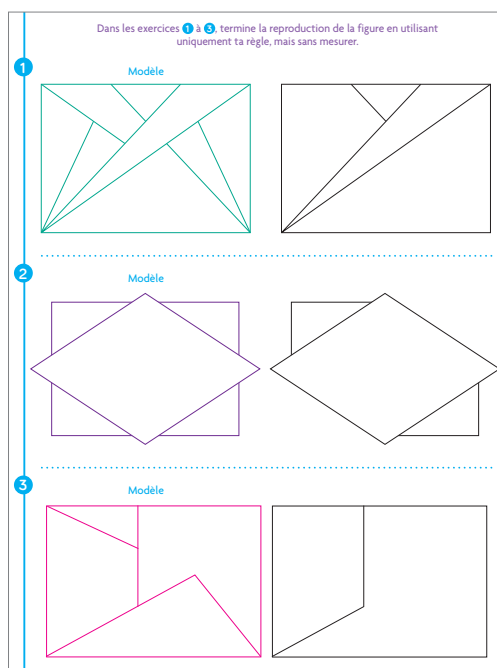 Dans les exercices 1 à 3, termine la reproduction de la figure en utilisant
uniquement ta règle, mais sans mesurer.
1
Modèle
2
Modèle
3
Modèle